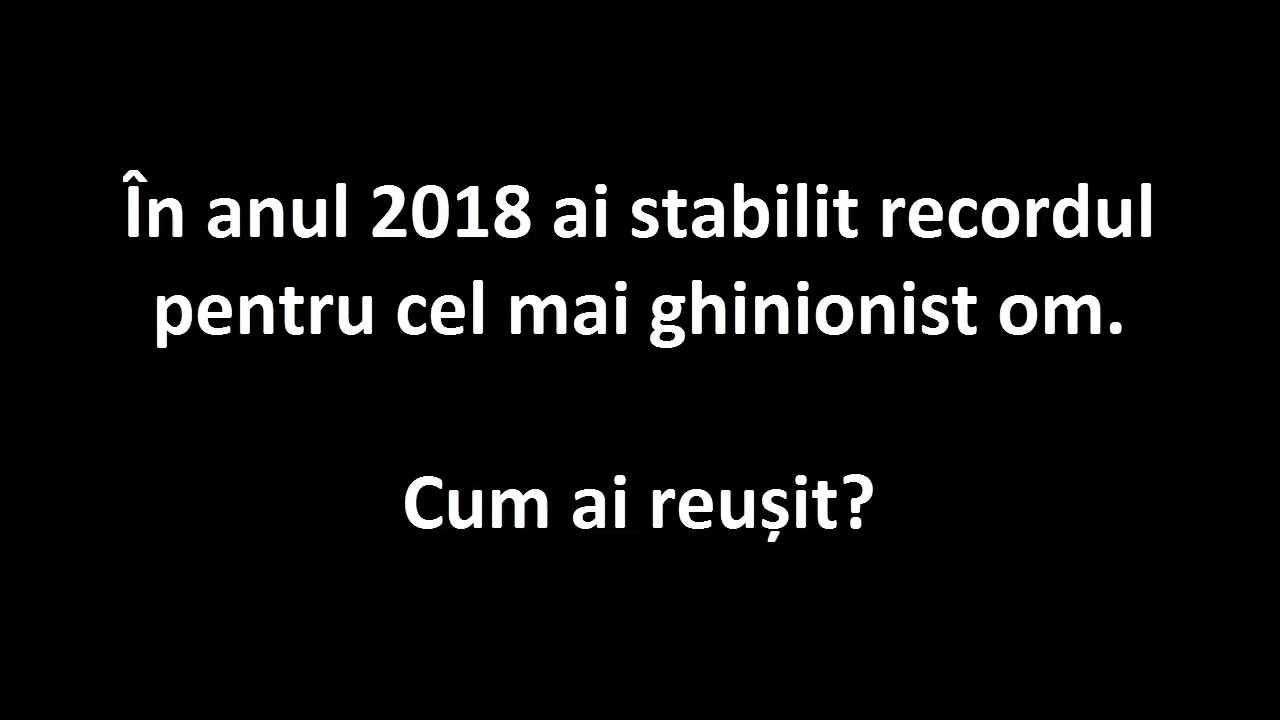 În anul 2018 ai stabilit recordul
pentru cel mai ghinionist om.
Cum ai reușit?